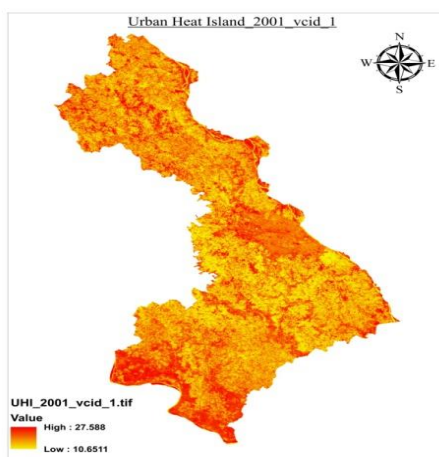 Urban Heat Island_2001_vcid_1
N
W
E
S
UHI_2001_vcid_1.tif
Value
High : 27.588
Low : 10.6511